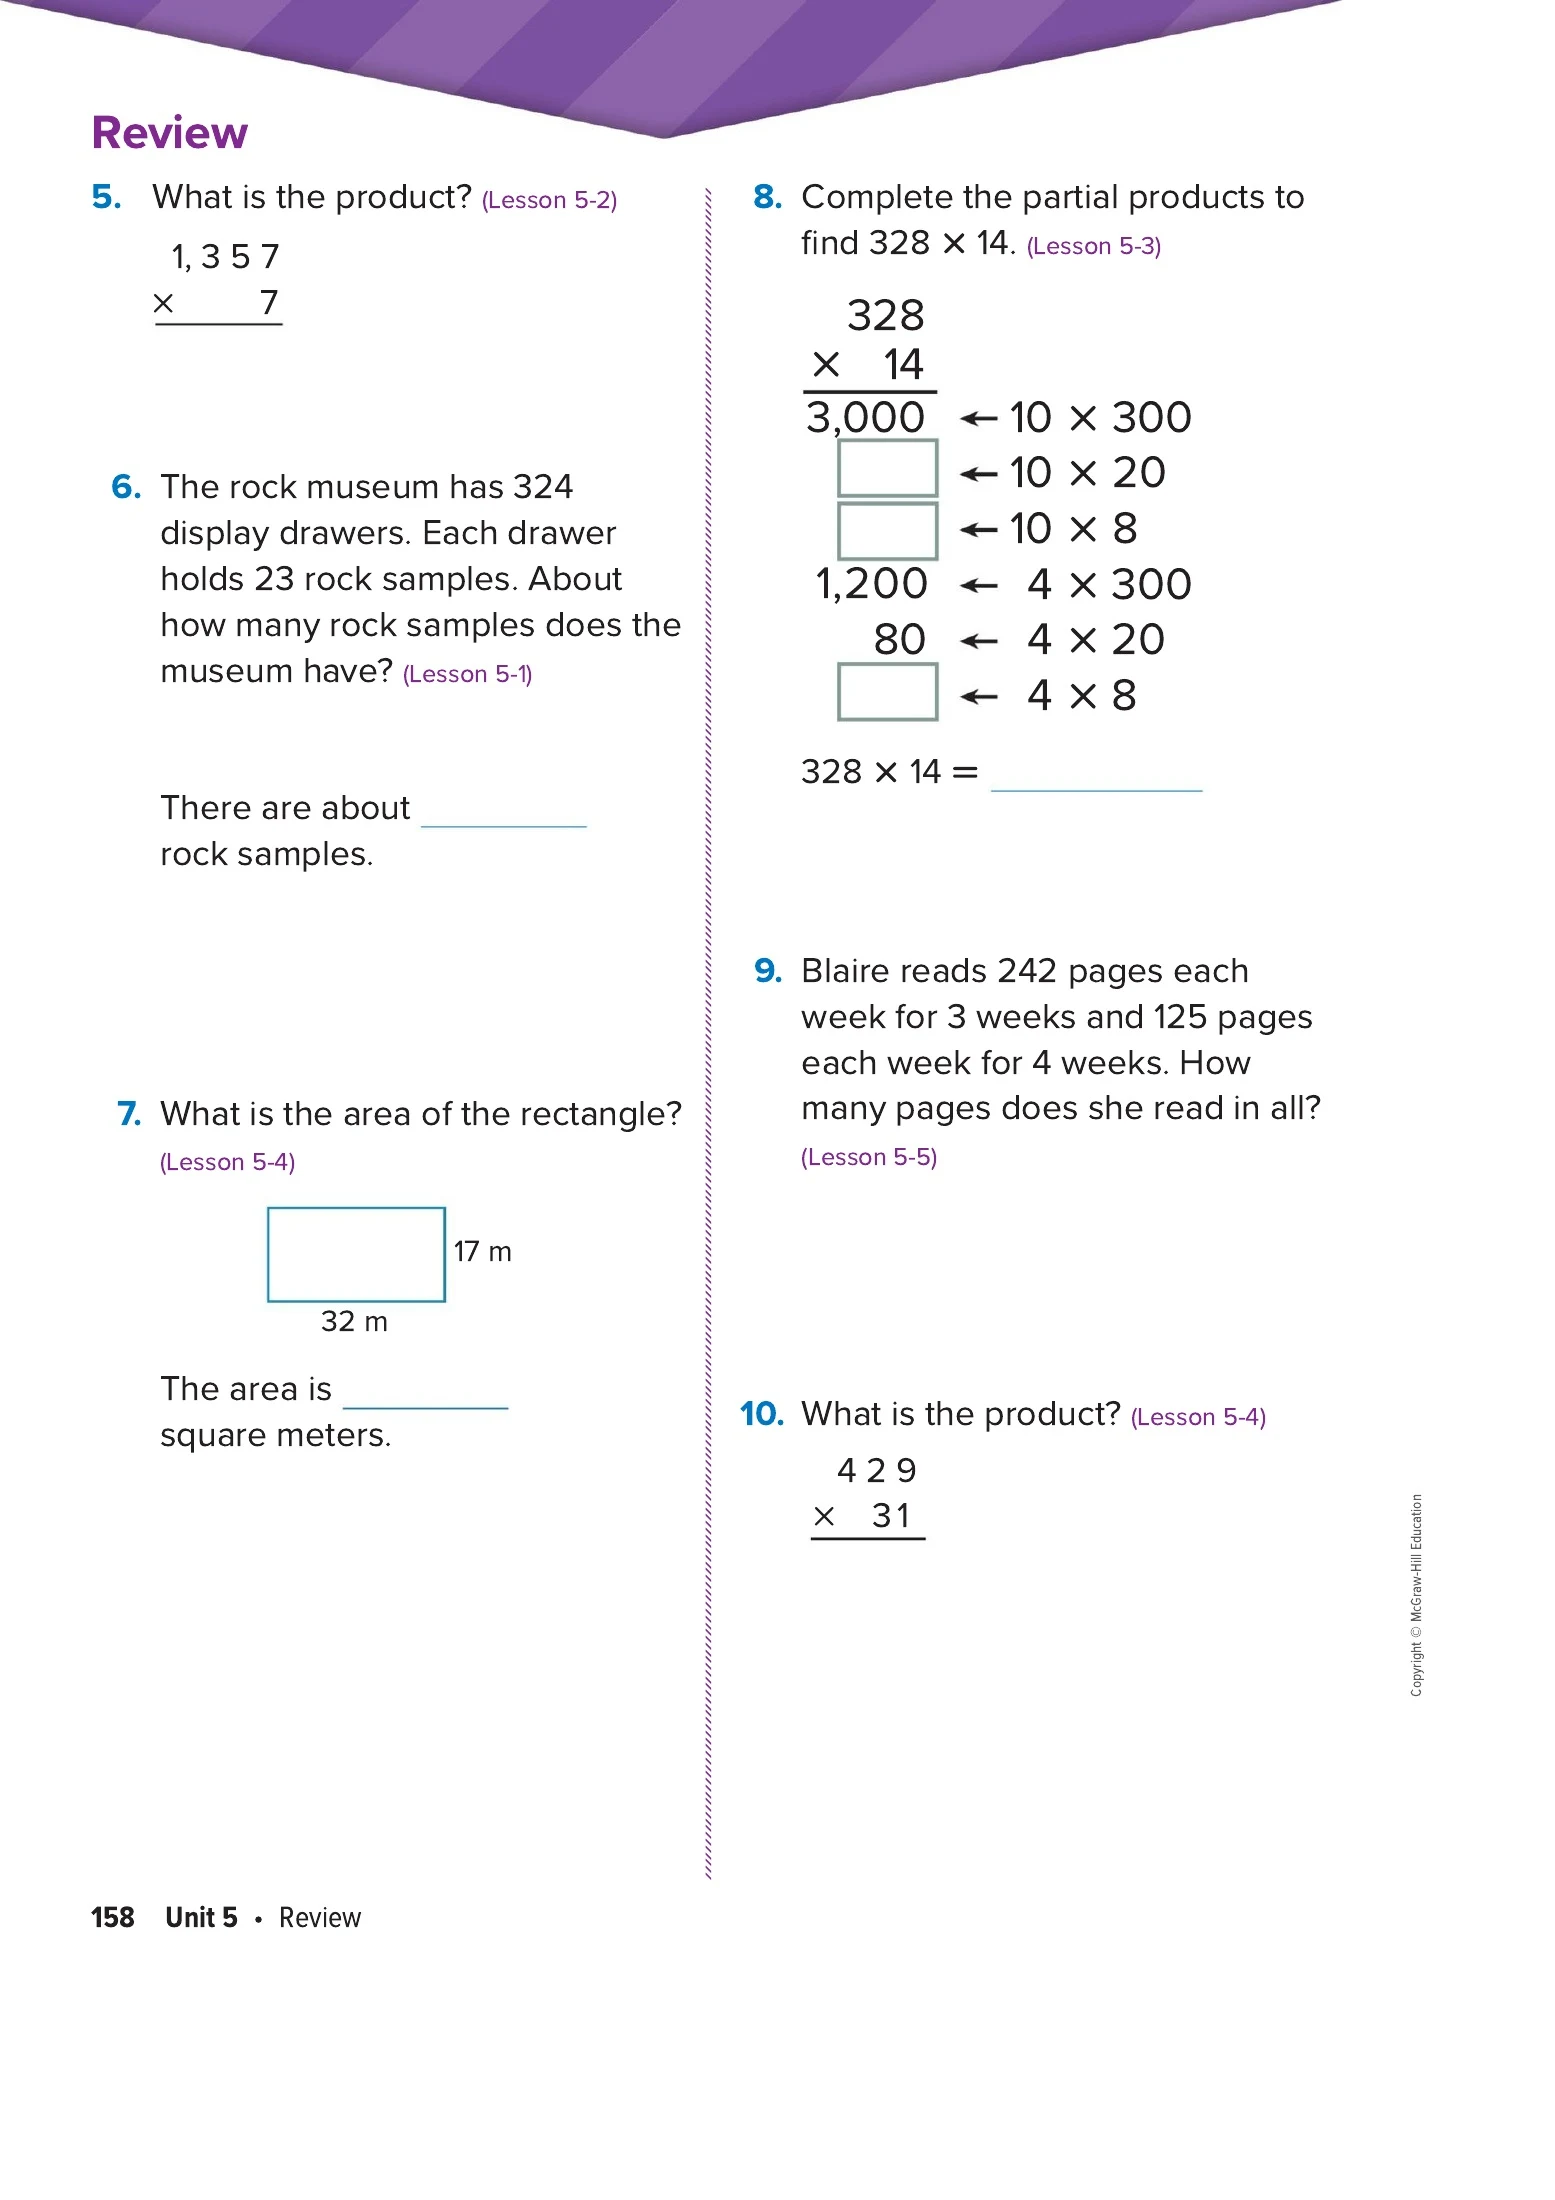 Review
5. What is the product? (Lesson 5-2)
1, 3 5 7
× 7
6. The rock museum has 324
display drawers. Each drawer
holds 23 rock samples. About
how many rock samples does the
museum have? (Lesson 5-1)
There are about
rock samples.
7. What is the area of the rectangle?
(Lesson 5-4)
17 m
32 m
The area is
square meters.
8. Complete the partial products to
find 328 × 14. (Lesson 5-3)
328
× 14
3,000 ← 10 × 300
← 10 × 20
← 10 × 8
1,200 ← 4 × 300
80 ← 4 × 20
← 4 × 8
328 × 14 =
9. Blaire reads 242 pages each
week for 3 weeks and 125 pages
each week for 4 weeks. How
many pages does she read in all?
(Lesson 5-5)
10. What is the product? (Lesson 5-4)
4 2 9
× 3 1
Copyright © McGraw-Hill Education
158 Unit 5 • Review